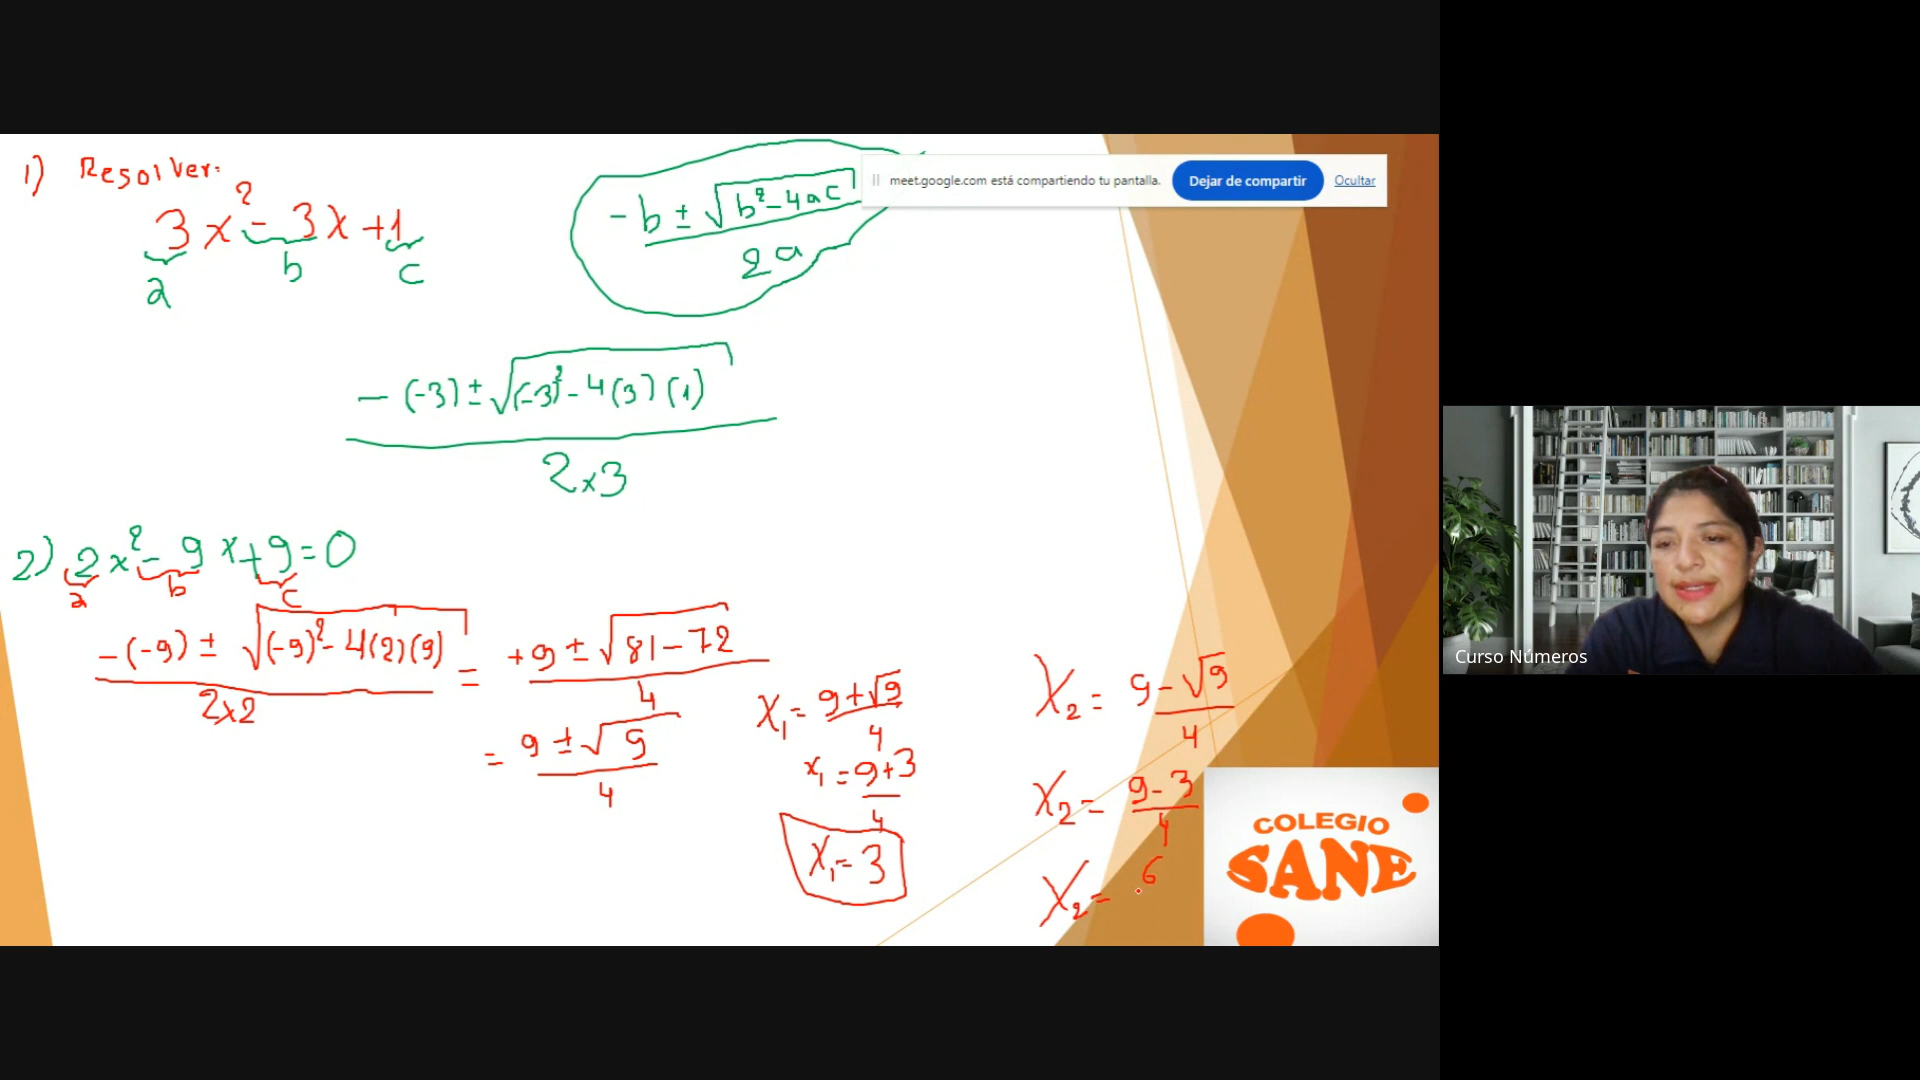 1) Resolver:
3x² - 3x + 1
a b c
-b ± √b² - 4ac
2a
meet.google.com está compartiendo tu pantalla.
Dejar de compartir
Ocultar
- (-3) ± √(-3)² - 4(3)(1)
2x3
2) 2x² - 9x + 9 = 0
a b c
-(-9) ± √(-9)² - 4(2)(9)
2x2
= +9 ± √81 - 72
4
= 9 ± √9
4
X₁ = 9 + √9
4
x₁ = 9 + 3
4
X₁ = 3
X₂ = 9 - √9
4
X₂ = 9 - 3
4
X₂ = 6
COLEGIO
SANE
Curso Números